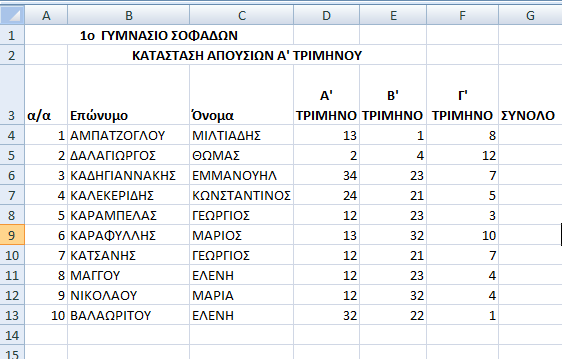 A B C D E F G
1 1ο ΓΥΜΝΑΣΙΟ ΣΟΦΑΔΩΝ
2 ΚΑΤΑΣΤΑΣΗ ΑΠΟΥΣΙΩΝ Α' ΤΡΙΜΗΝΟΥ
Α' Β' Γ'
3 α/α Επώνυμο Όνομα ΤΡΙΜΗΝΟ ΤΡΙΜΗΝΟ ΤΡΙΜΗΝΟ ΣΥΝΟΛΟ
4 1 ΑΜΠΑΤΖΟΓΛΟΥ ΜΙΛΤΙΑΔΗΣ 13 1 8
5 2 ΔΑΛΑΓΙΩΡΓΟΣ ΘΩΜΑΣ 2 4 12
6 3 ΚΑΔΗΓΙΑΝΝΑΚΗΣ ΕΜΜΑΝΟΥΗΛ 34 23 7
7 4 ΚΑΛΕΚΕΡΙΔΗΣ ΚΩΝΣΤΑΝΤΙΝΟΣ 24 21 5
8 5 ΚΑΡΑΜΠΕΛΑΣ ΓΕΩΡΓΙΟΣ 12 23 3
9 6 ΚΑΡΑΦΥΛΛΗΣ ΜΑΡΙΟΣ 13 32 10
10 7 ΚΑΤΣΑΝΗΣ ΓΕΩΡΓΙΟΣ 12 21 7
11 8 ΜΑΓΓΟΥ ΕΛΕΝΗ 12 23 4
12 9 ΝΙΚΟΛΑΟΥ ΜΑΡΙΑ 12 32 4
13 10 ΒΑΛΑΩΡΙΤΟΥ ΕΛΕΝΗ 32 22 1
14
15